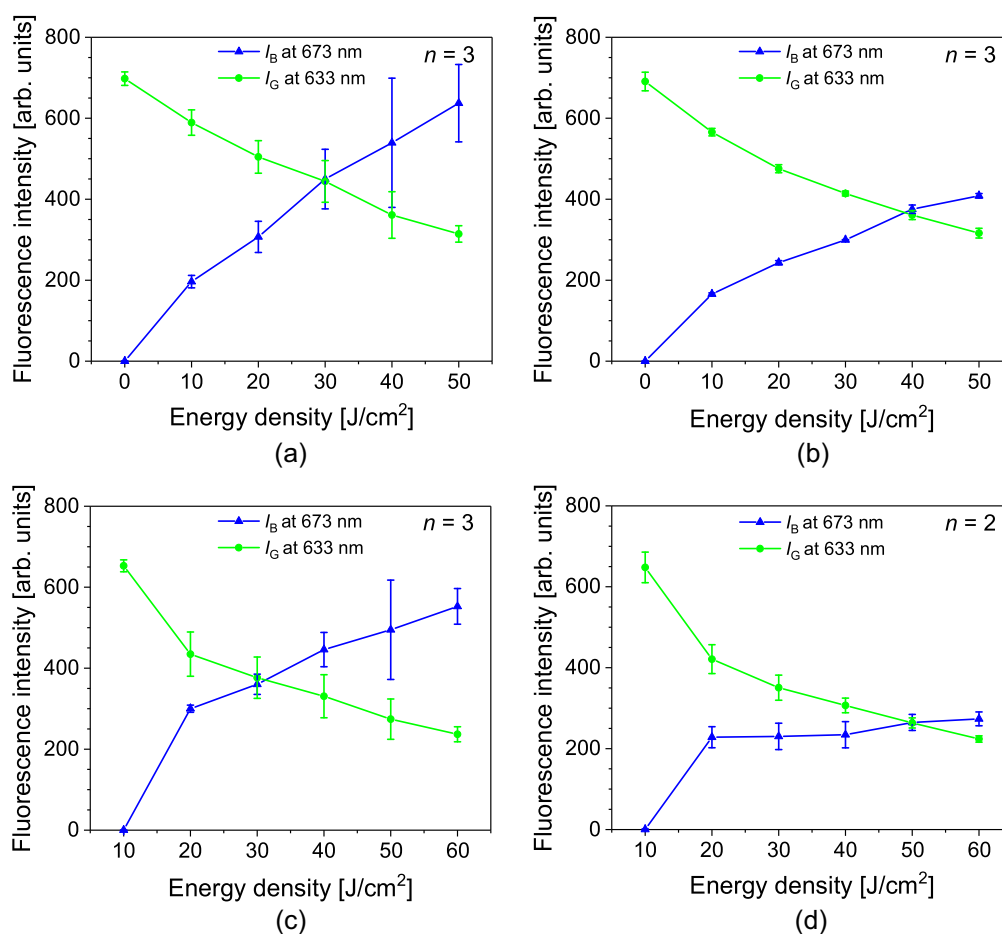 800
600
400
200
0
Fluorescence intensity [arb. units]
I_B at 673 nm
I_G at 633 nm
n = 3
0 10 20 30 40 50
Energy density [J/cm²]
(a)
800
600
400
200
0
Fluorescence intensity [arb. units]
I_B at 673 nm
I_G at 633 nm
n = 3
0 10 20 30 40 50
Energy density [J/cm²]
(b)
800
600
400
200
0
Fluorescence intensity [arb. units]
I_B at 673 nm
I_G at 633 nm
n = 3
10 20 30 40 50 60
Energy density [J/cm²]
(c)
800
600
400
200
0
Fluorescence intensity [arb. units]
I_B at 673 nm
I_G at 633 nm
n = 2
10 20 30 40 50 60
Energy density [J/cm²]
(d)